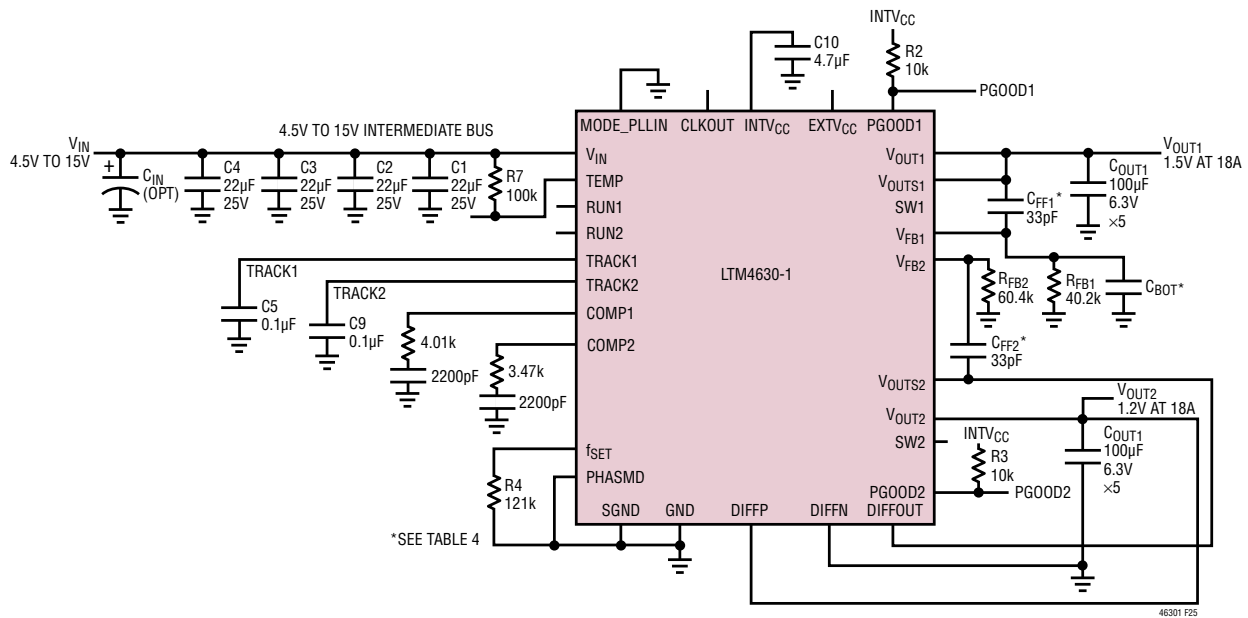 INTVCC
C10
4.7µF
R2
10k
PGOOD1
MODE_PLLIN
CLKOUT
INTVCC
EXTVCC
PGOOD1
VIN
4.5V TO 15V
4.5V TO 15V INTERMEDIATE BUS
+
CIN
(OPT)
C4
22µF
25V
C3
22µF
25V
C2
22µF
25V
C1
22µF
25V
R7
100k
VIN
TEMP
RUN1
RUN2
TRACK1
TRACK2
COMP1
COMP2
fSET
PHASMD
LTM4630-1
VOUT1
VOUTS1
SW1
VFB1
VFB2
VOUTS2
VOUT2
SW2
PGOOD2
SGND
GND
DIFFP
DIFFN
DIFFOUT
VOUT1
1.5V AT 18A
COUT1
100µF
6.3V
×5
CFF1*
33pF
RFB2
60.4k
RFB1
40.2k
CBOT*
CFF2*
33pF
TRACK1
C5
0.1µF
TRACK2
C9
0.1µF
4.01k
2200pF
3.47k
2200pF
VOUT2
1.2V AT 18A
COUT1
100µF
6.3V
×5
INTVCC
R3
10k
PGOOD2
R4
121k
*SEE TABLE 4
46301 F25